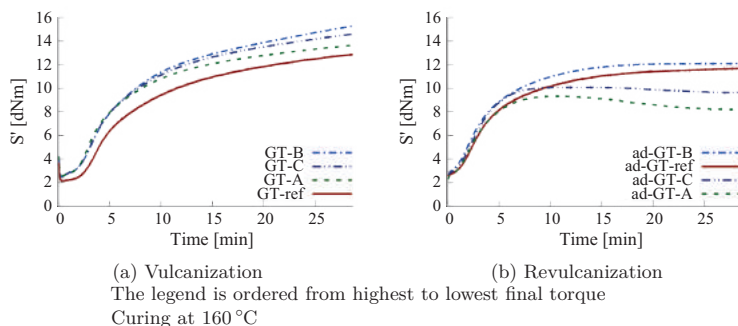 16
14
12
10
8
6
4
2
0
S' [dNm]
GT-B
GT-C
GT-A
GT-ref
0 5 10 15 20 25
Time [min]
(a) Vulcanization
16
14
12
10
8
6
4
2
0
S' [dNm]
ad-GT-B
ad-GT-ref
ad-GT-C
ad-GT-A
0 5 10 15 20 25
Time [min]
(b) Revulcanization
The legend is ordered from highest to lowest final torque
Curing at 160 °C